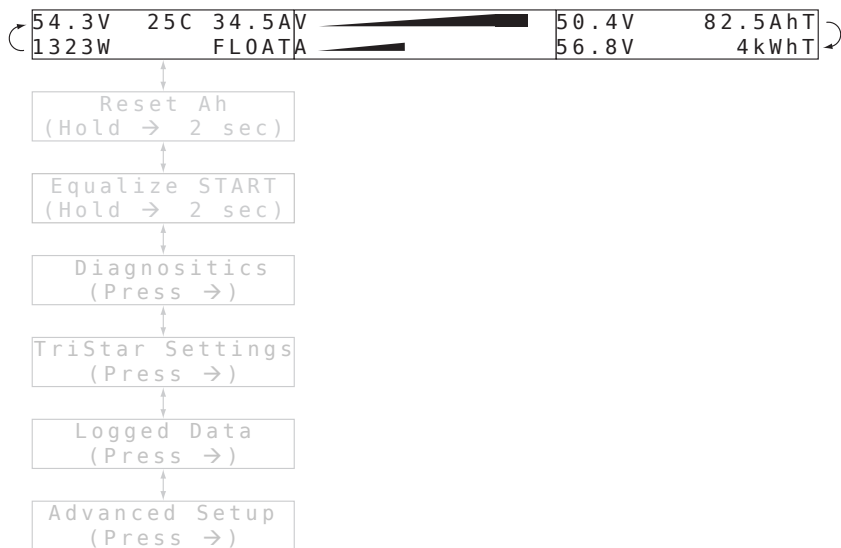 54.3V 25C 34.5A V 50.4V 82.5AhT
1323W FLOAT A 56.8V 4kWhT
Reset Ah
(Hold → 2 sec)
Equalize START
(Hold → 2 sec)
Diagnositics
(Press →)
TriStar Settings
(Press →)
Logged Data
(Press →)
Advanced Setup
(Press →)